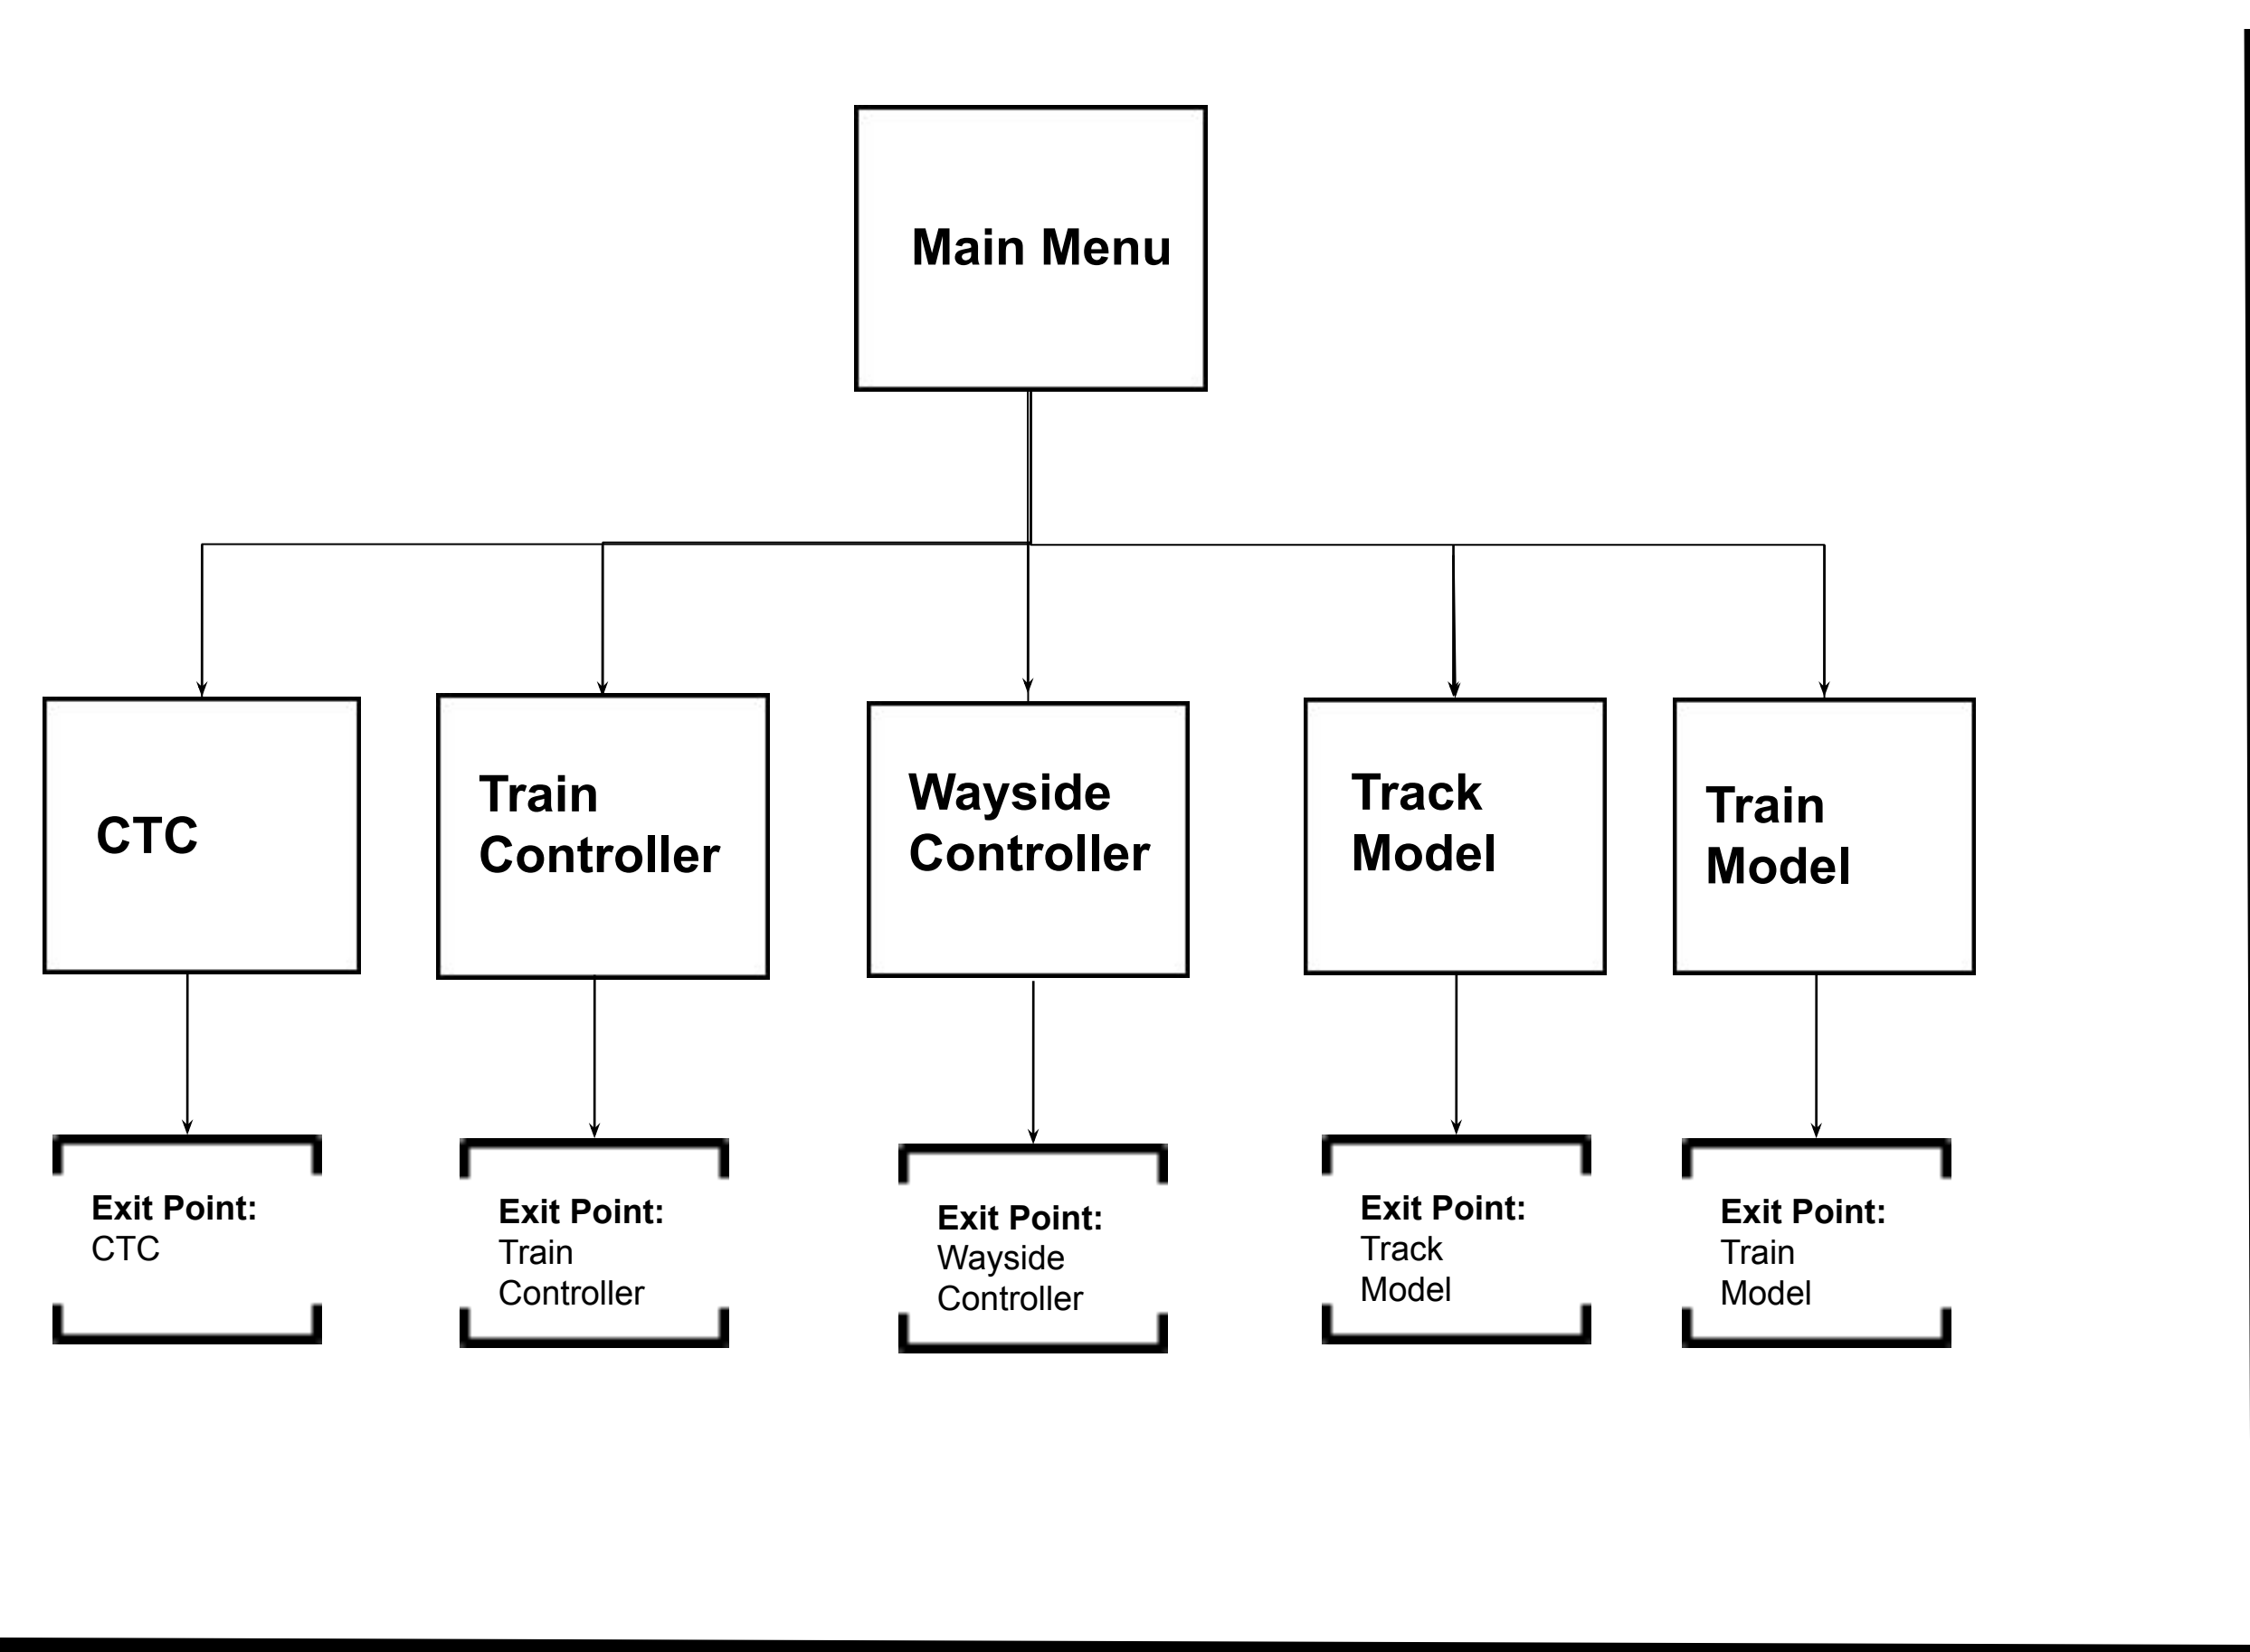 Main Menu
CTC
Train
Controller
Wayside
Controller
Track
Model
Train
Model
Exit Point:
CTC
Exit Point:
Train
Controller
Exit Point:
Wayside
Controller
Exit Point:
Track
Model
Exit Point:
Train
Model